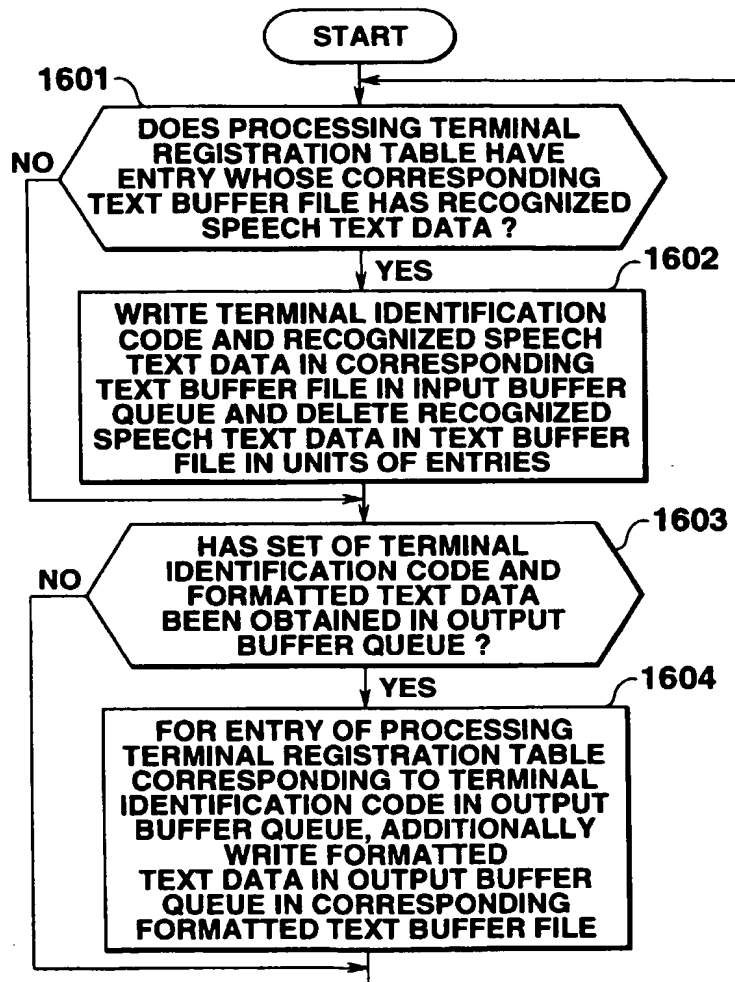 START
1601
DOES PROCESSING TERMINAL
REGISTRATION TABLE HAVE
ENTRY WHOSE CORRESPONDING
TEXT BUFFER FILE HAS RECOGNIZED
SPEECH TEXT DATA ?
NO
YES
1602
WRITE TERMINAL IDENTIFICATION
CODE AND RECOGNIZED SPEECH
TEXT DATA IN CORRESPONDING
TEXT BUFFER FILE IN INPUT BUFFER
QUEUE AND DELETE RECOGNIZED
SPEECH TEXT DATA IN TEXT BUFFER
FILE IN UNITS OF ENTRIES
1603
HAS SET OF TERMINAL
IDENTIFICATION CODE AND
FORMATTED TEXT DATA
BEEN OBTAINED IN OUTPUT
BUFFER QUEUE ?
NO
YES
1604
FOR ENTRY OF PROCESSING
TERMINAL REGISTRATION TABLE
CORRESPONDING TO TERMINAL
IDENTIFICATION CODE IN OUTPUT
BUFFER QUEUE, ADDITIONALLY
WRITE FORMATTED
TEXT DATA IN OUTPUT BUFFER
QUEUE IN CORRESPONDING
FORMATTED TEXT BUFFER FILE